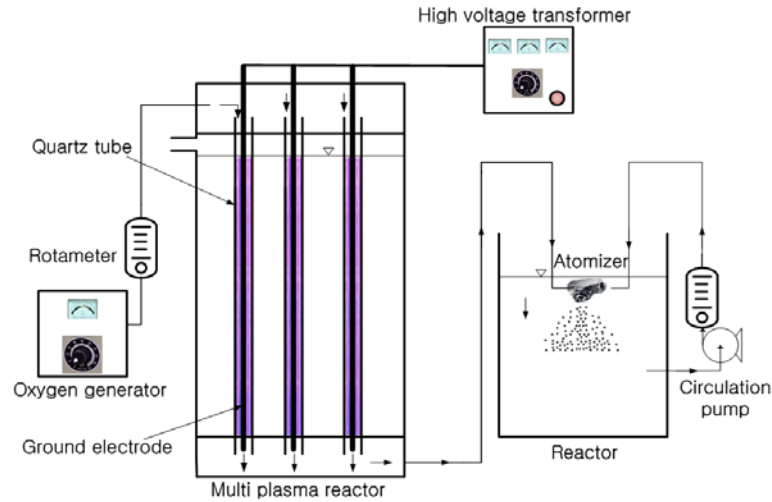 High voltage transformer
Quartz tube
Rotameter
Oxygen generator
Ground electrode
Multi plasma reactor
Atomizer
Circulation
pump
Reactor